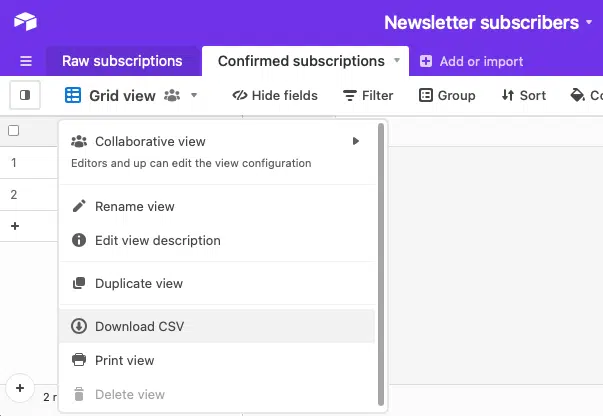 Newsletter subscribers
Raw subscriptions Confirmed subscriptions Add or import
Grid view Hide fields Filter Group Sort
Collaborative view
Editors and up can edit the view configuration
1
Rename view
2
Edit view description
Duplicate view
Download CSV
Print view
Delete view
2